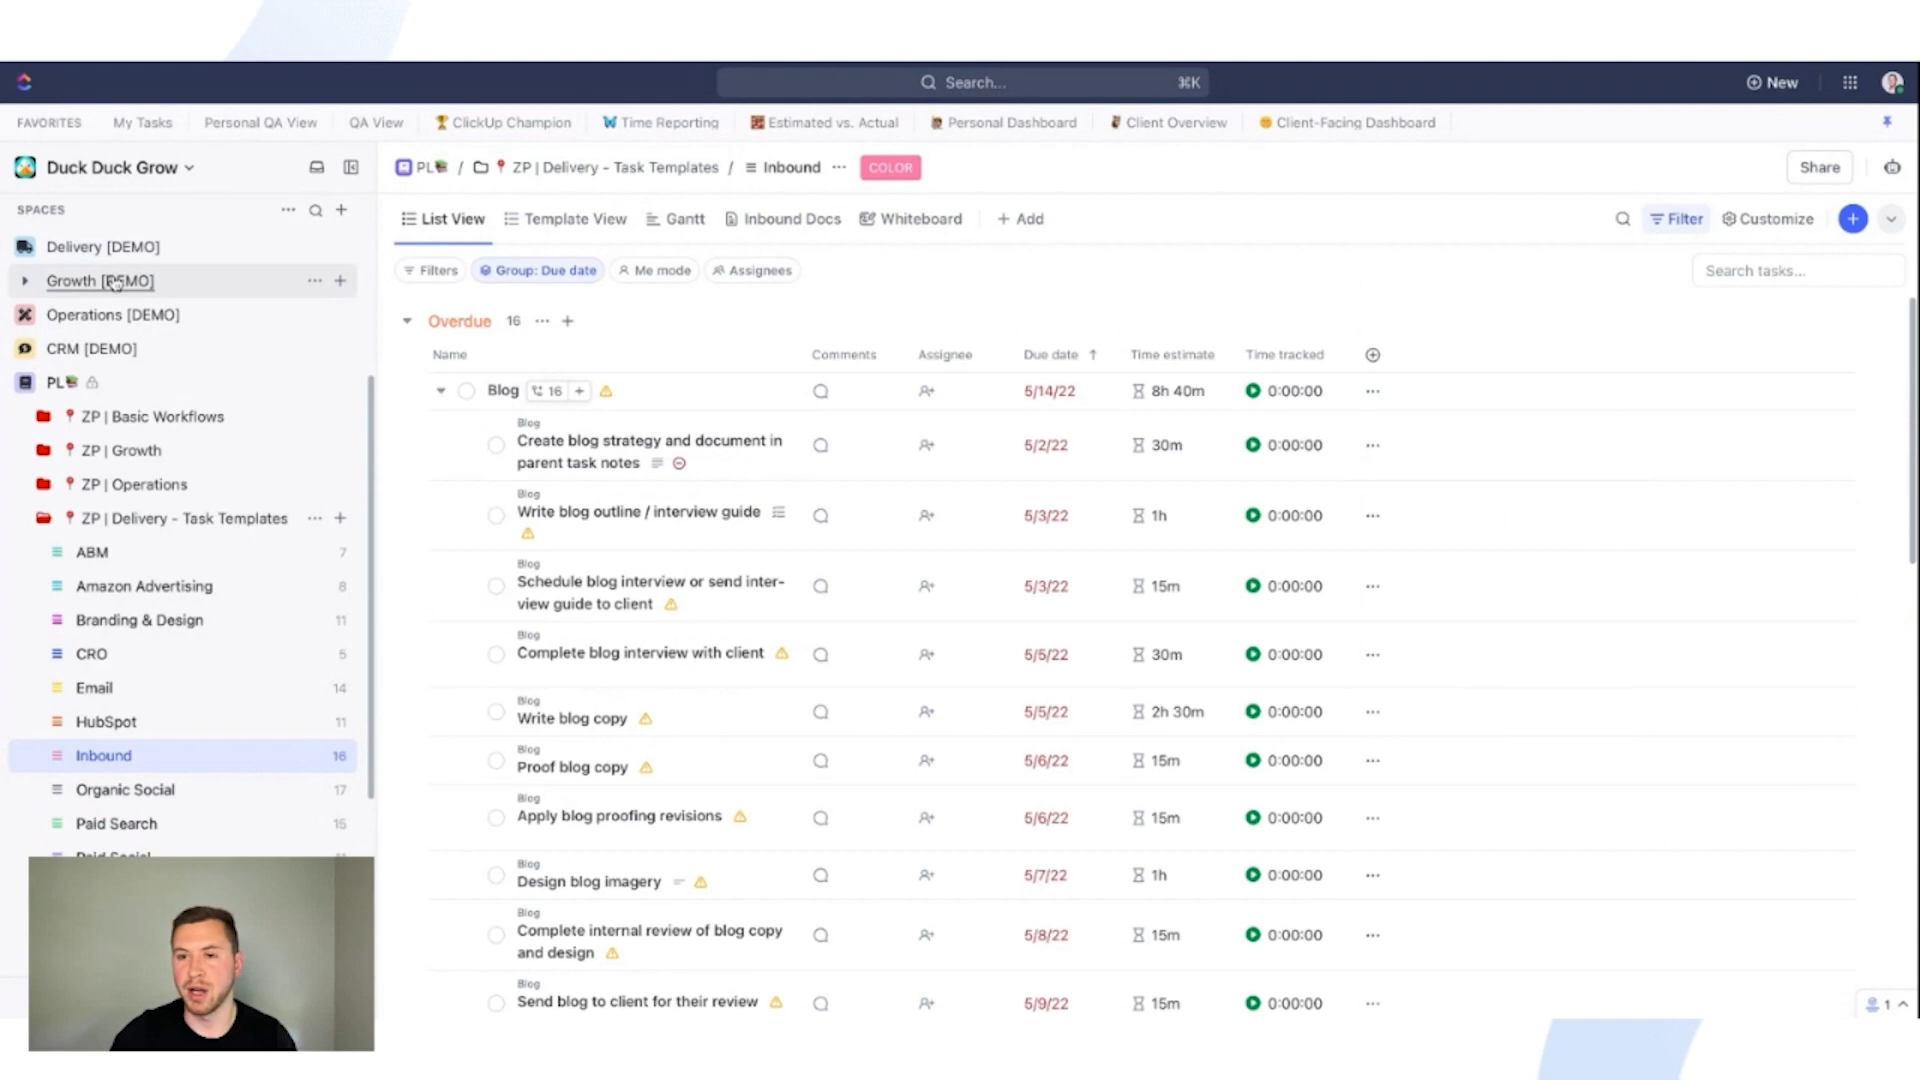 Search...
⌘K
New
FAVORITES
My Tasks
Personal QA View
QA View
ClickUp Champion
Time Reporting
Estimated vs. Actual
Personal Dashboard
Client Overview
Client-Facing Dashboard
Duck Duck Grow
PL / ZP | Delivery - Task Templates / Inbound ... COLOR
Share
SPACES
Delivery [DEMO]
Growth [DEMO]
Operations [DEMO]
CRM [DEMO]
PL
ZP | Basic Workflows
ZP | Growth
ZP | Operations
ZP | Delivery - Task Templates
ABM 7
Amazon Advertising 8
Branding & Design 11
CRO 5
Email 14
HubSpot 11
Inbound 16
Organic Social 17
Paid Search 15
Paid Social
List View
Template View
Gantt
Inbound Docs
Whiteboard
+ Add
Filter
Customize
Filters
Group: Due date
Me mode
Assignees
Search tasks...
Overdue 16
Name Comments Assignee Due date ↑ Time estimate Time tracked
Blog 16 + 5/14/22 8h 40m 0:00:00
Blog
Create blog strategy and document in
parent task notes
5/2/22 30m 0:00:00
Blog
Write blog outline / interview guide
5/3/22 1h 0:00:00
Blog
Schedule blog interview or send inter-
view guide to client
5/3/22 15m 0:00:00
Blog
Complete blog interview with client
5/5/22 30m 0:00:00
Blog
Write blog copy
5/5/22 2h 30m 0:00:00
Blog
Proof blog copy
5/6/22 15m 0:00:00
Blog
Apply blog proofing revisions
5/6/22 15m 0:00:00
Blog
Design blog imagery
5/7/22 1h 0:00:00
Blog
Complete internal review of blog copy
and design
5/8/22 15m 0:00:00
Blog
Send blog to client for their review
5/9/22 15m 0:00:00
1